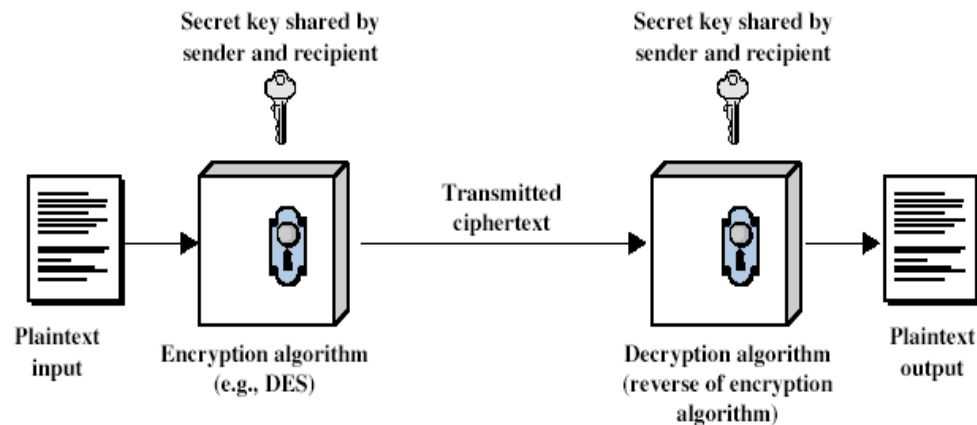 Secret key shared by
sender and recipient
Secret key shared by
sender and recipient
Transmitted
ciphertext
Plaintext
input
Encryption algorithm
(e.g., DES)
Decryption algorithm
(reverse of encryption
algorithm)
Plaintext
output